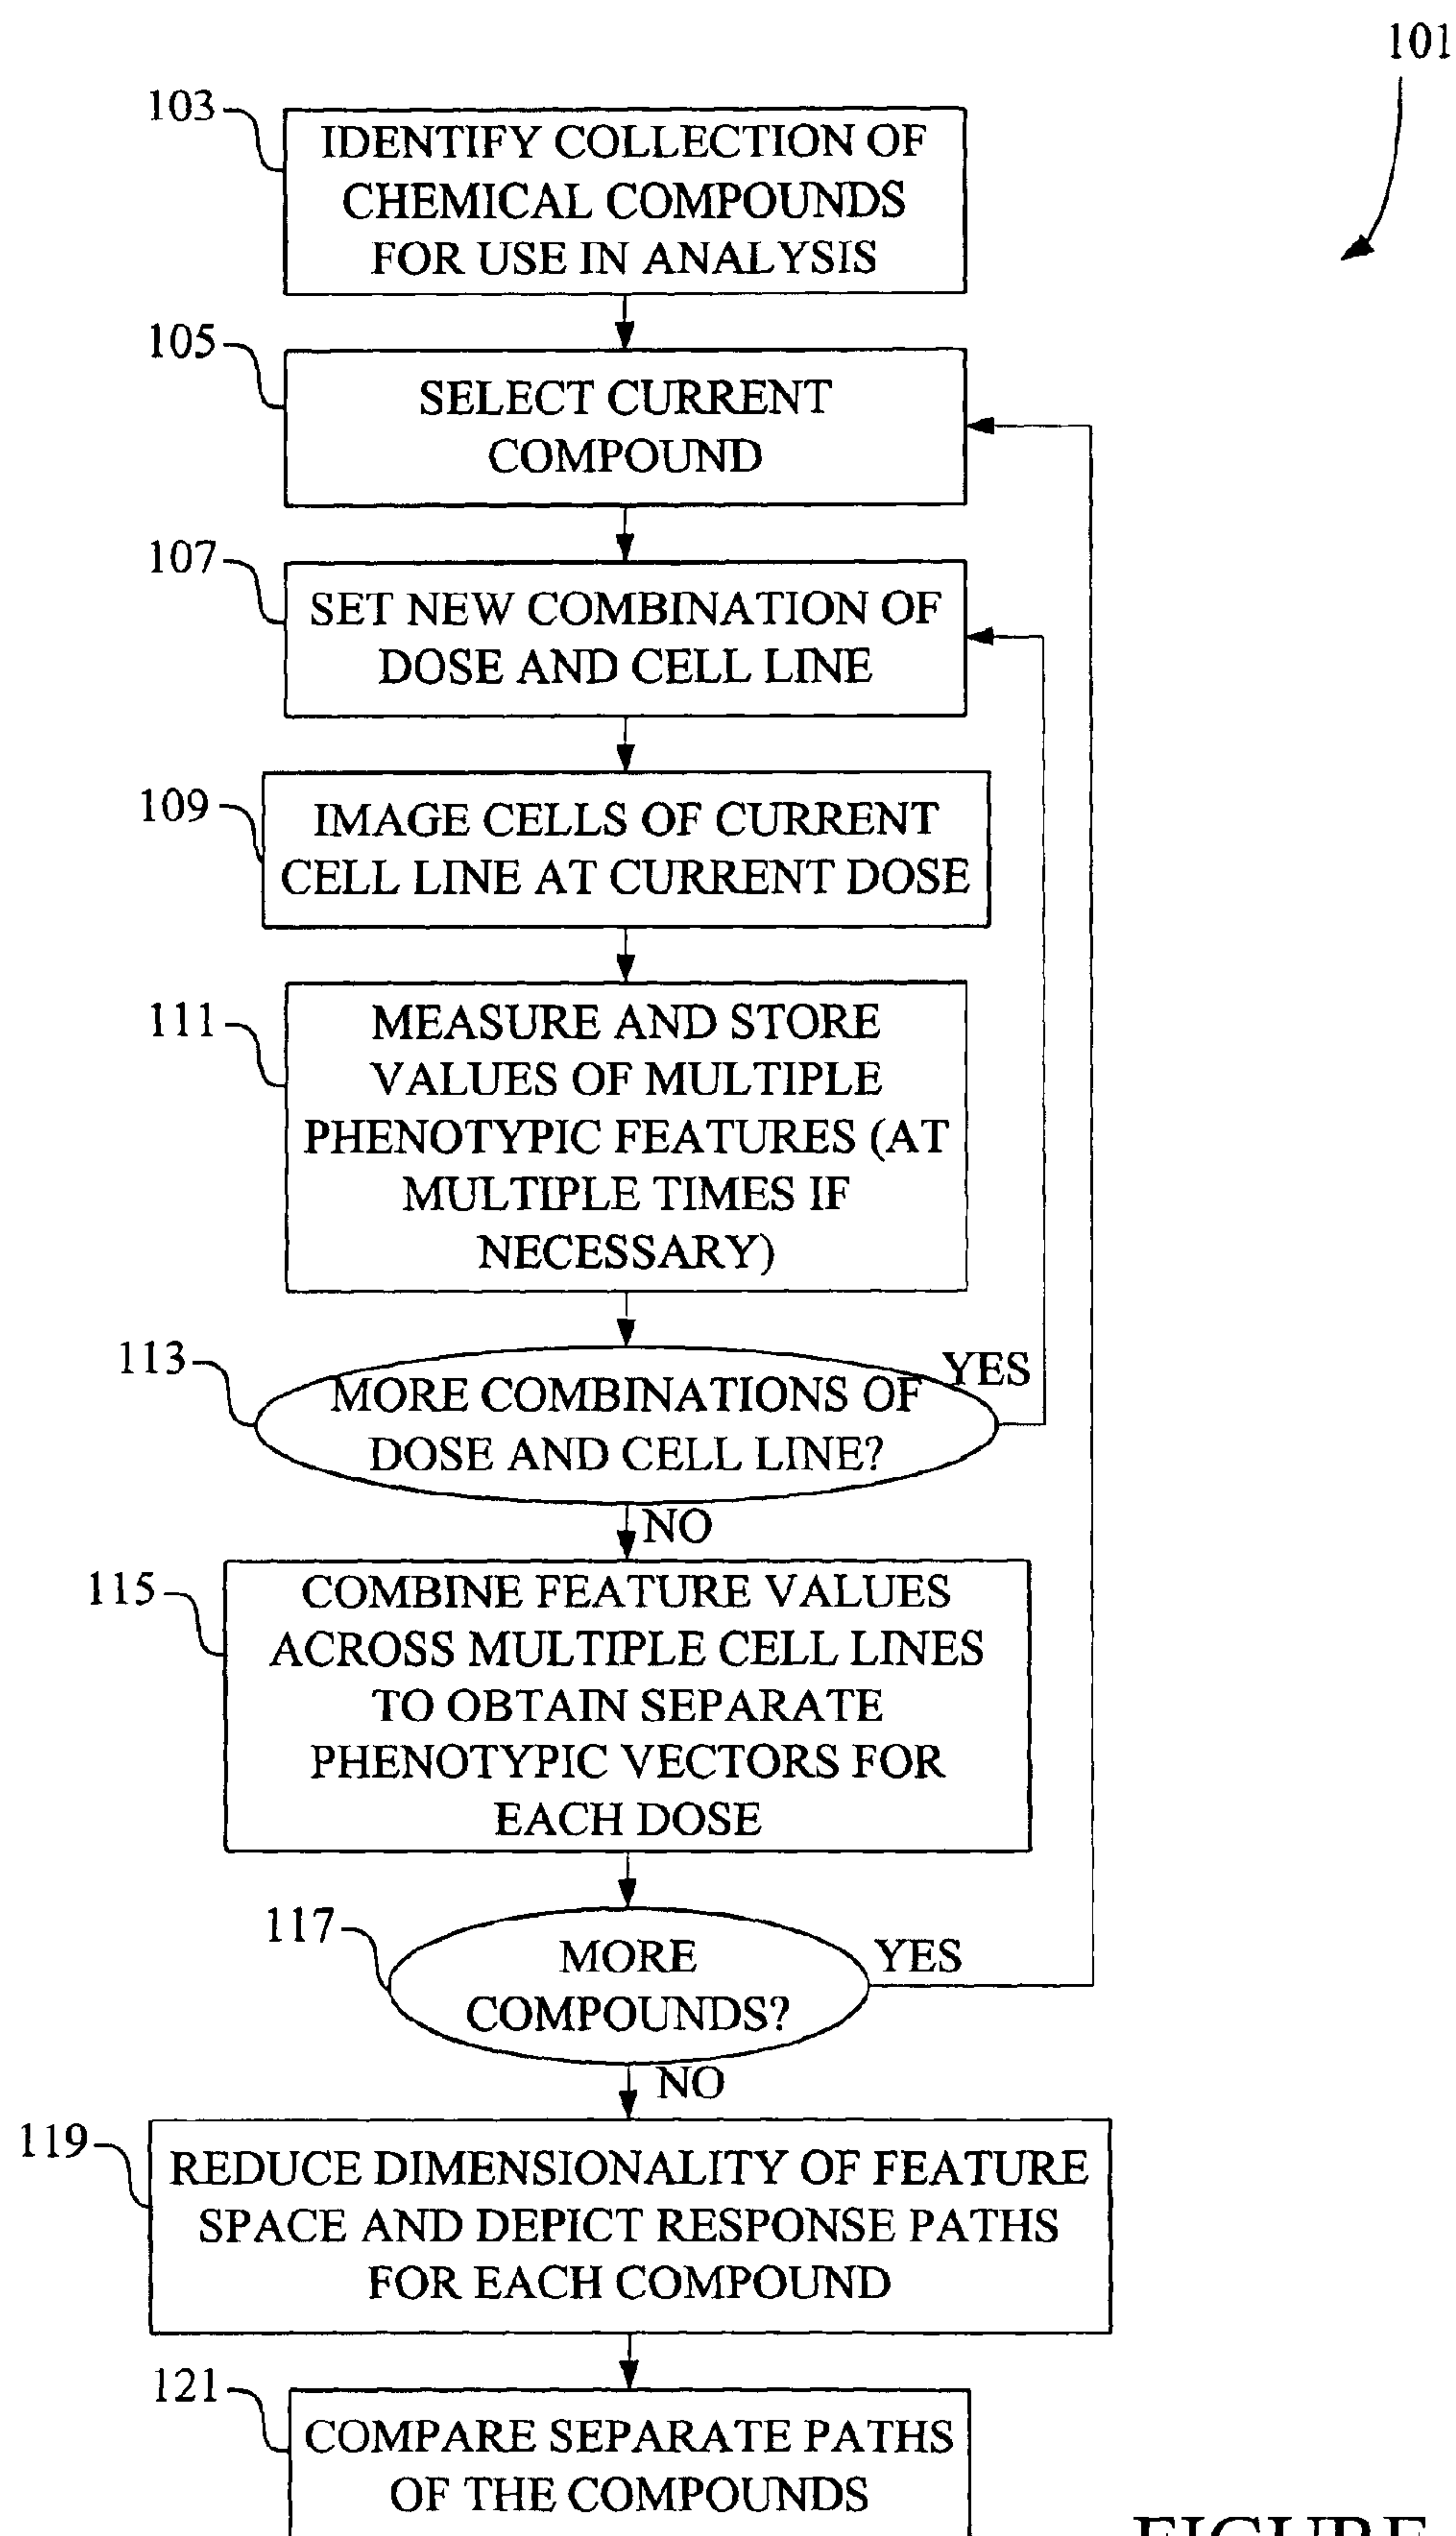 101
103
IDENTIFY COLLECTION OF
CHEMICAL COMPOUNDS
FOR USE IN ANALYSIS
105
SELECT CURRENT
COMPOUND
107
SET NEW COMBINATION OF
DOSE AND CELL LINE
109
IMAGE CELLS OF CURRENT
CELL LINE AT CURRENT DOSE
111
MEASURE AND STORE
VALUES OF MULTIPLE
PHENOTYPIC FEATURES (AT
MULTIPLE TIMES IF
NECESSARY)
113
MORE COMBINATIONS OF
DOSE AND CELL LINE?
YES
NO
115
COMBINE FEATURE VALUES
ACROSS MULTIPLE CELL LINES
TO OBTAIN SEPARATE
PHENOTYPIC VECTORS FOR
EACH DOSE
117
MORE
COMPOUNDS?
YES
NO
119
REDUCE DIMENSIONALITY OF FEATURE
SPACE AND DEPICT RESPONSE PATHS
FOR EACH COMPOUND
121
COMPARE SEPARATE PATHS
OF THE COMPOUNDS
FIGURE